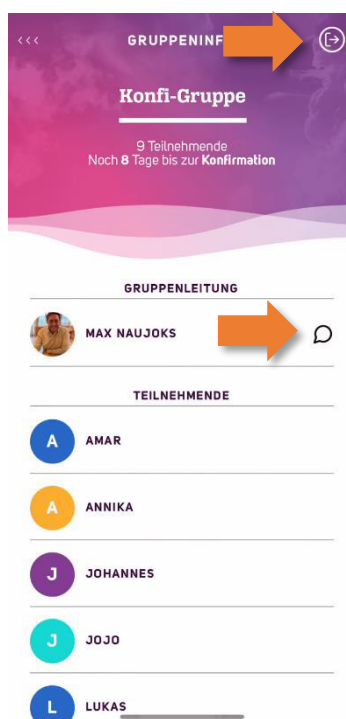 <<< GRUPPENINF
Konfi-Gruppe
9 Teilnehmende
Noch 8 Tage bis zur Konfirmation
GRUPPENLEITUNG
MAX NAUJOKS
TEILNEHMENDE
A AMAR
A ANNIKA
J JOHANNES
J JOJO
L LUKAS